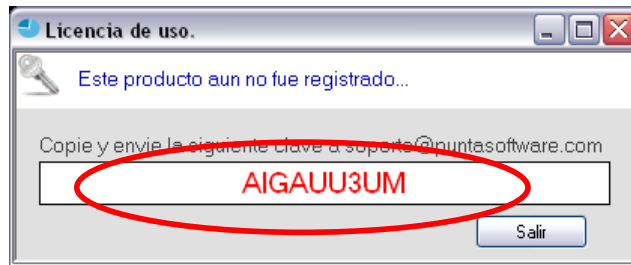 Licencia de uso.
Este producto aun no fue registrado...
Copie y envie la siguiente clave a soporte@puntasoftware.com
AIGAUU3UM
Salir